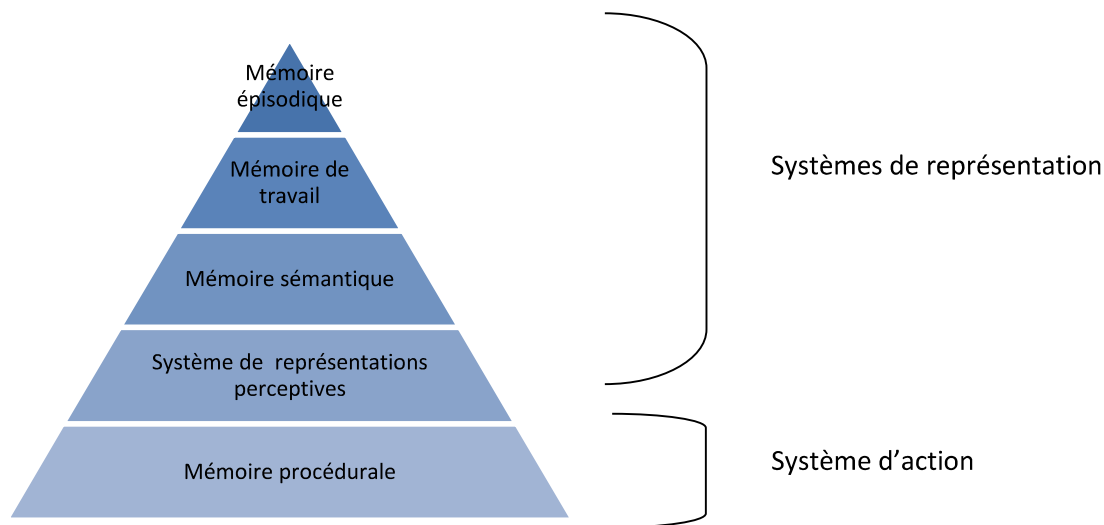 Mémoire
épisodique
Mémoire de
travail
Mémoire sémantique
Système de  représentations
perceptives
Mémoire procédurale
Systèmes de représentation
Système d’action